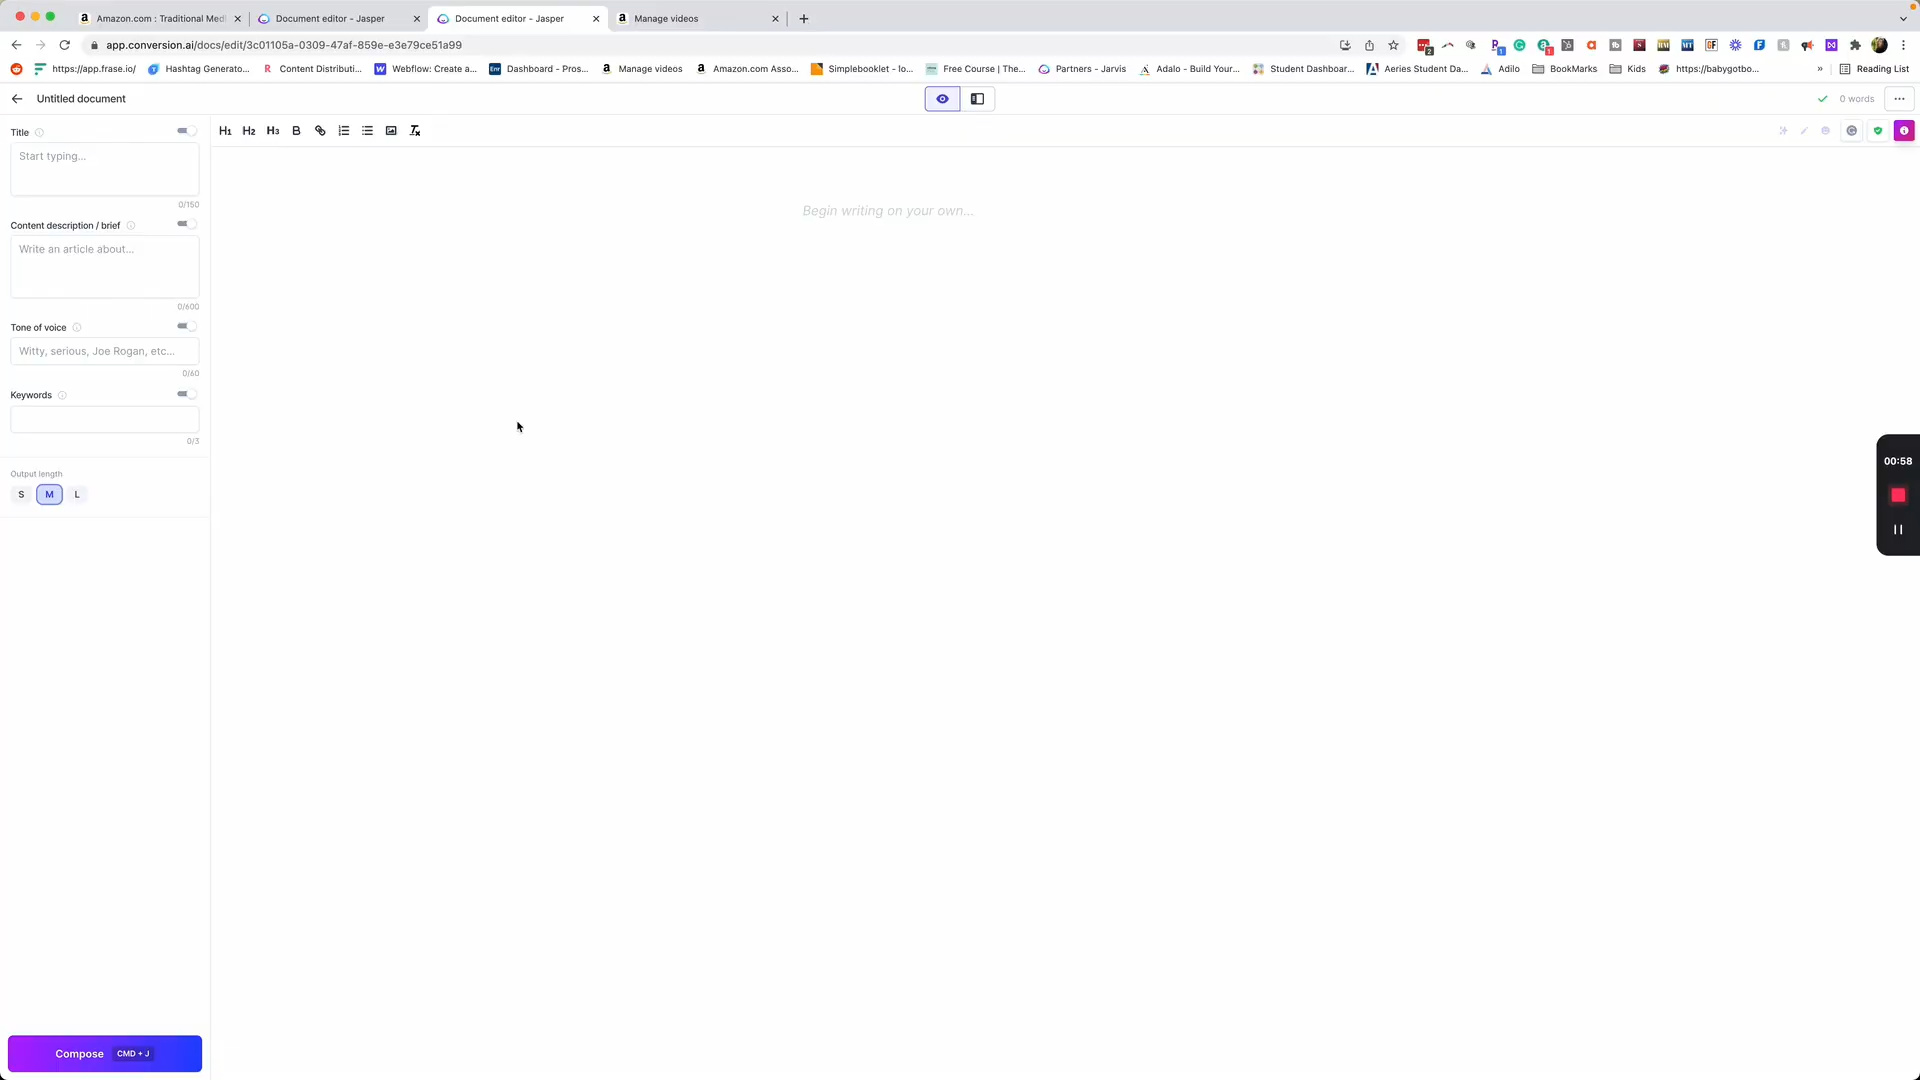 Amazon.com : Traditional Med
Document editor - Jasper
Document editor - Jasper
Manage videos
app.conversion.ai/docs/edit/3c01105a-0309-47af-859e-e3e79ce51a99
https://app.frase.io/
Hashtag Generato...
Content Distributi...
Webflow: Create a...
Dashboard - Pros...
Manage videos
Amazon.com Asso...
Simplebooklet - lo...
Free Course | The...
Partners - Jarvis
Adalo - Build Your...
Student Dashboar...
Aeries Student Da...
Adilo
BookMarks
Kids
https://babygotbo...
»
Reading List
Untitled document
0 words
Title
H1 H2 H3 B
Start typing...
0/150
Begin writing on your own...
Content description / brief
Write an article about...
0/600
Tone of voice
Witty, serious, Joe Rogan, etc...
0/60
Keywords
0/3
00:58
Output length
S M L
Compose CMD + J